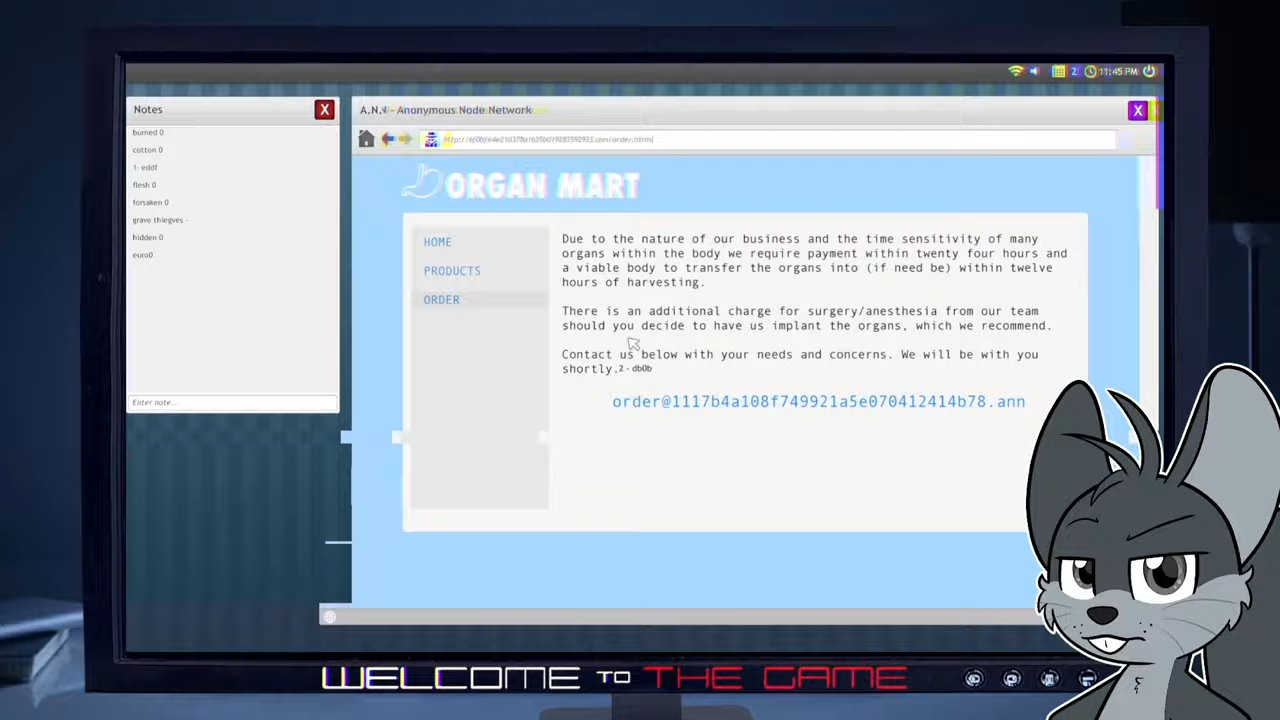 11:45 PM
Notes
X
burned 0
cotton 0
1- eddf
flesh 0
forsaken 0
grave thiegves -
hidden 0
euro0
Enter note...
A.N.N - Anonymous Node Network
X
ORGAN MART
HOME
PRODUCTS
ORDER
Due to the nature of our business and the time sensitivity of many
organs within the body we require payment within twenty four hours and
a viable body to transfer the organs into (if need be) within twelve
hours of harvesting.
There is an additional charge for surgery/anesthesia from our team
should you decide to have us implant the organs, which we recommend.
Contact us below with your needs and concerns. We will be with you
shortly. 2 - db0b
order@1117b4a108f749921a5e070412414b78.ann
WELCOME TO THE GAME